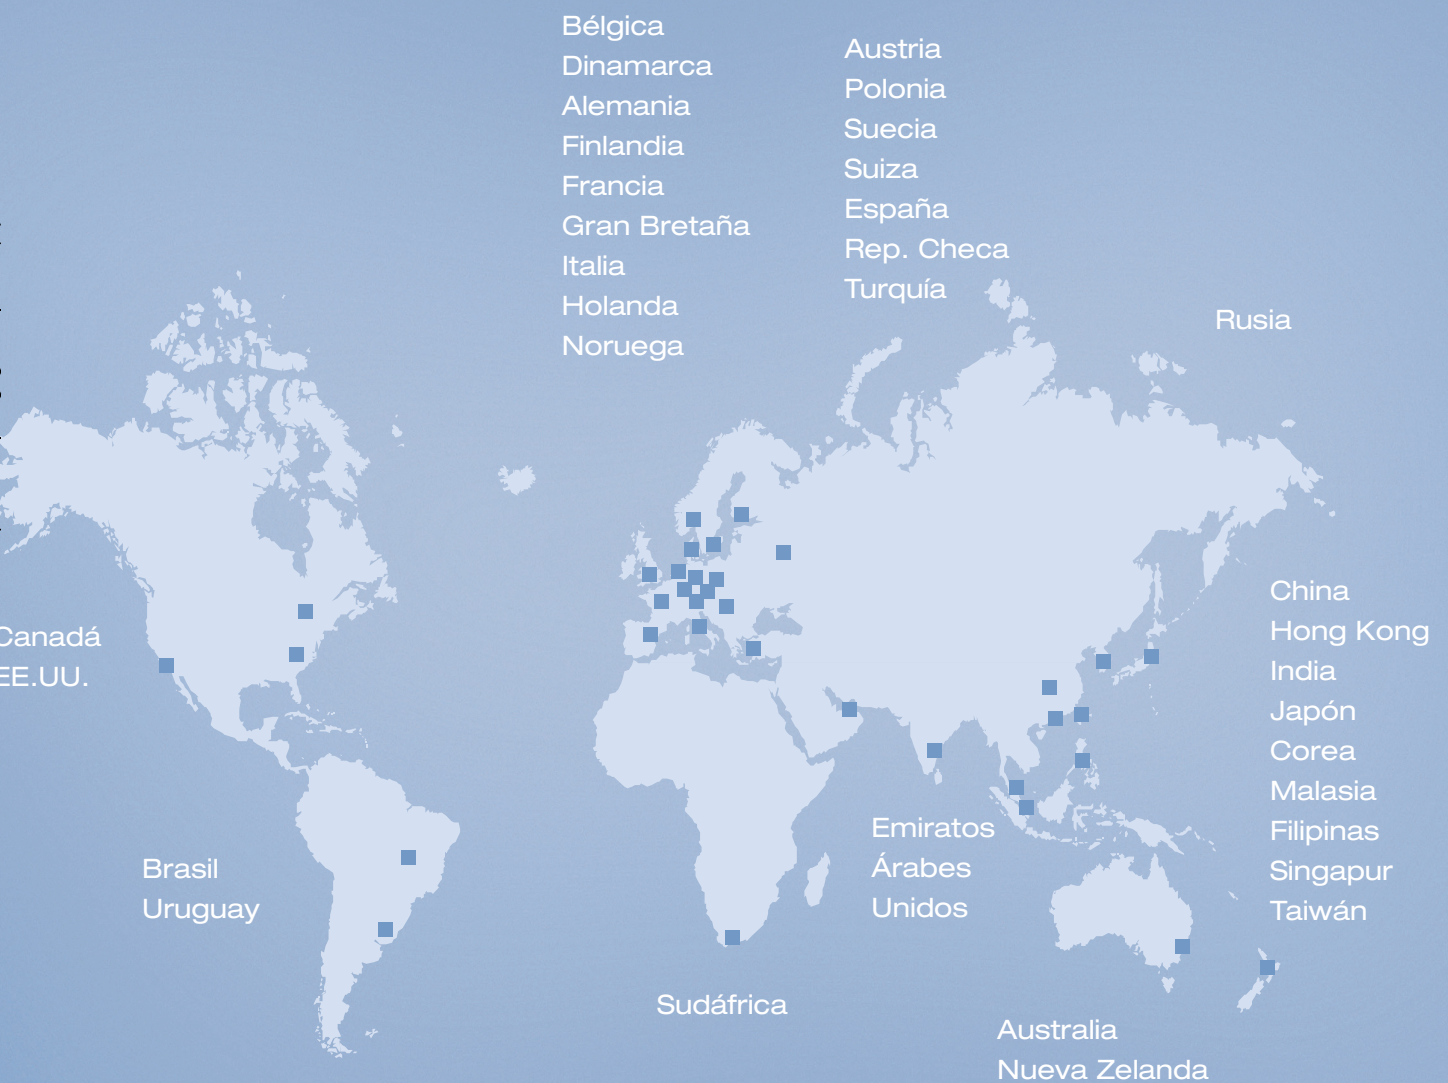 Bélgica
Dinamarca
Alemania
Finlandia
Francia
Gran Bretaña
Italia
Holanda
Noruega
Austria
Polonia
Suecia
Suiza
España
Rep. Checa
Turquía
Rusia
Canadá
EE.UU.
China
Hong Kong
India
Japón
Corea
Malasia
Filipinas
Singapur
Taiwán
Brasil
Uruguay
Emiratos
Árabes
Unidos
Sudáfrica
Australia
Nueva Zelanda